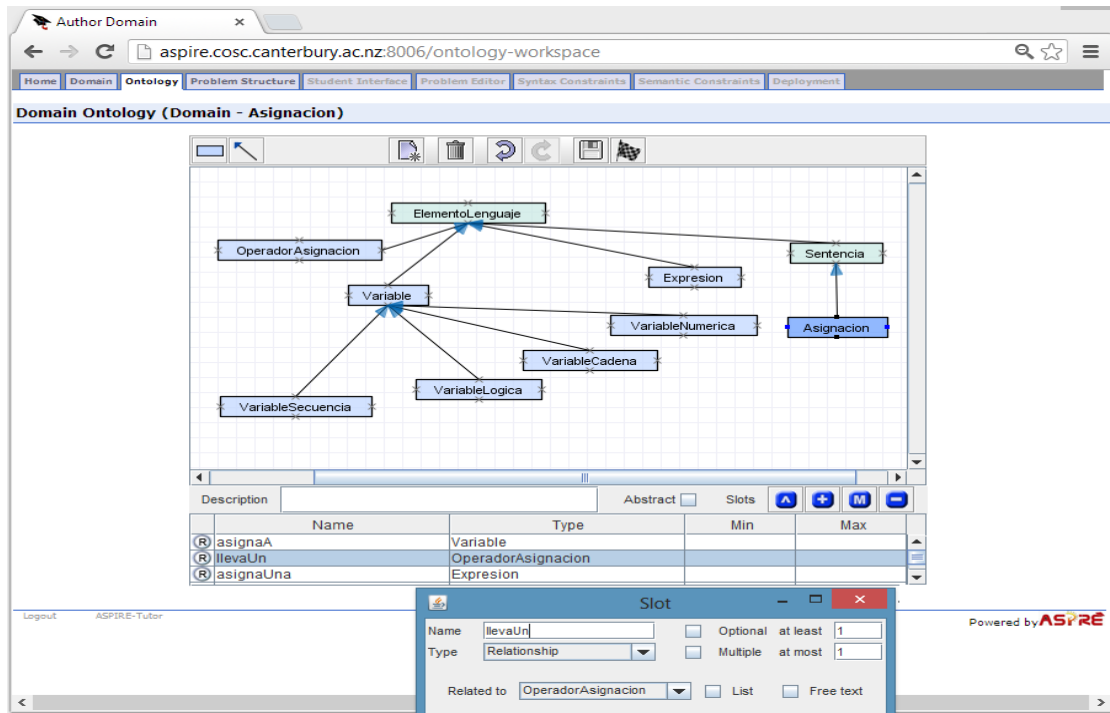 Author Domain ×
aspire.cosc.canterbury.ac.nz:8006/ontology-workspace
Home Domain Ontology Problem Structure Student Interface Problem Editor Syntax Constraints Semantic Constraints Deployment
Domain Ontology (Domain - Asignacion)
ElementoLenguaje
OperadorAsignacion
Sentencia
Expresion
Variable
VariableNumerica
Asignacion
VariableCadena
VariableLogica
VariableSecuencia
Description Abstract Slots M
Name Type Min Max
R asignaA Variable
R llevaUn OperadorAsignacion
R asignaUna Expresion
Slot
Logout ASPIRE-Tutor
Powered by ASPIRE
Name llevaUn Optional at least 1
Type Relationship Multiple at most 1
Related to OperadorAsignacion List Free text